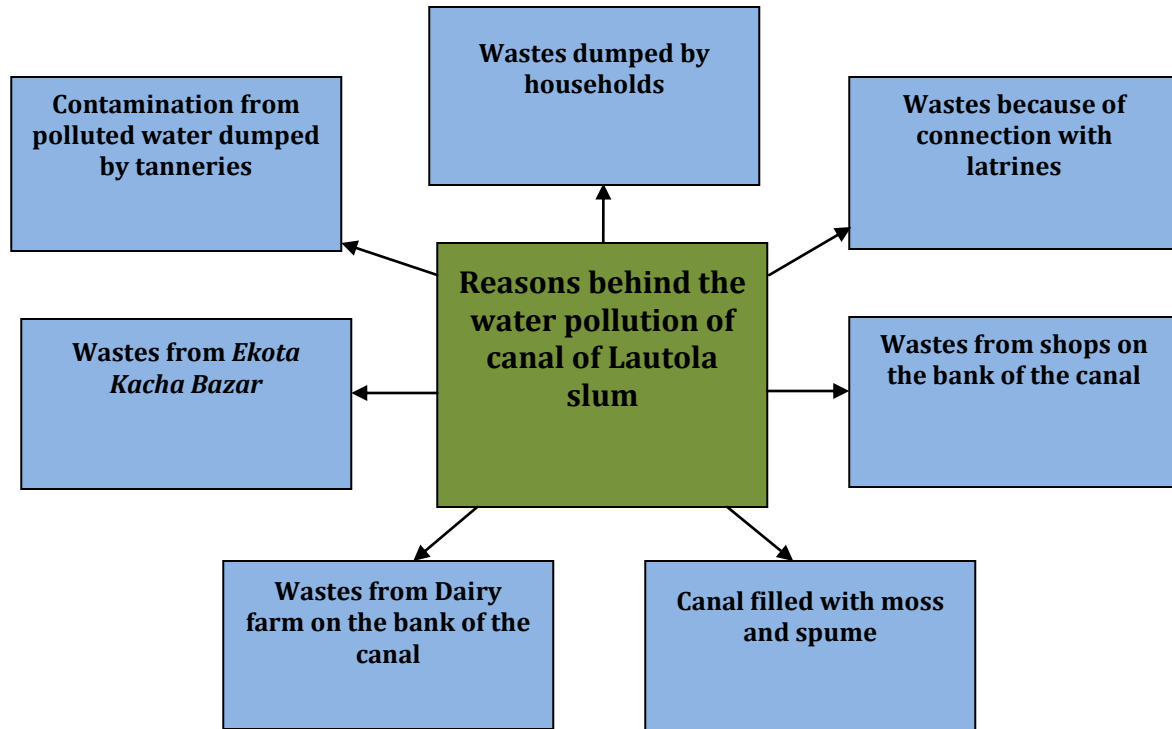 Wastes dumped by
households
Contamination from
polluted water dumped
by tanneries
Wastes because of
connection with
latrines
Reasons behind the
water pollution of
canal of Lautola
slum
Wastes from Ekota
Kacha Bazar
Wastes from shops on
the bank of the canal
Wastes from Dairy
farm on the bank of the
canal
Canal filled with moss
and spume